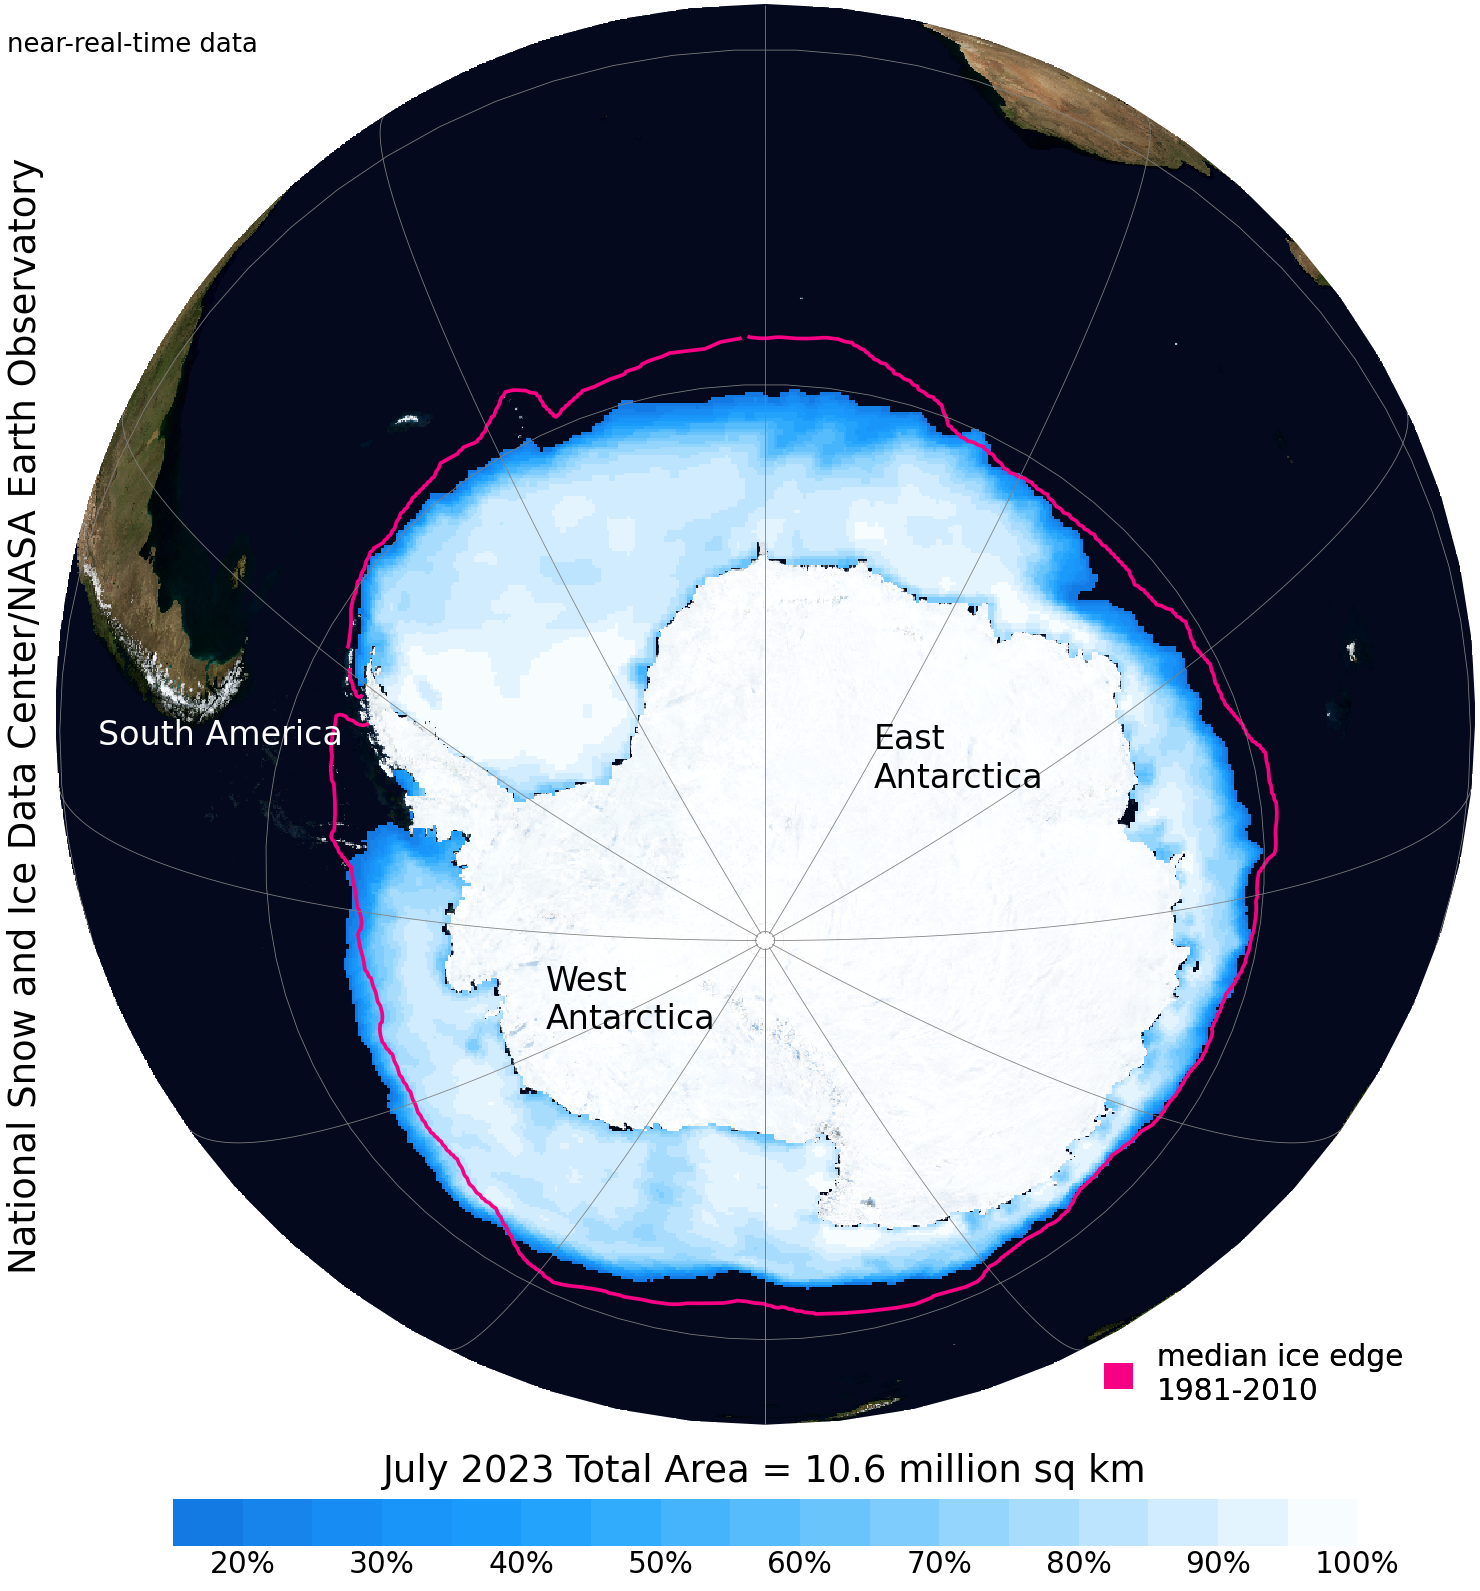 near-real-time data
National Snow and Ice Data Center/NASA Earth Observatory
South America
East
Antarctica
West
Antarctica
median ice edge
1981-2010
July 2023 Total Area = 10.6 million sq km
20% 30% 40% 50% 60% 70% 80% 90% 100%